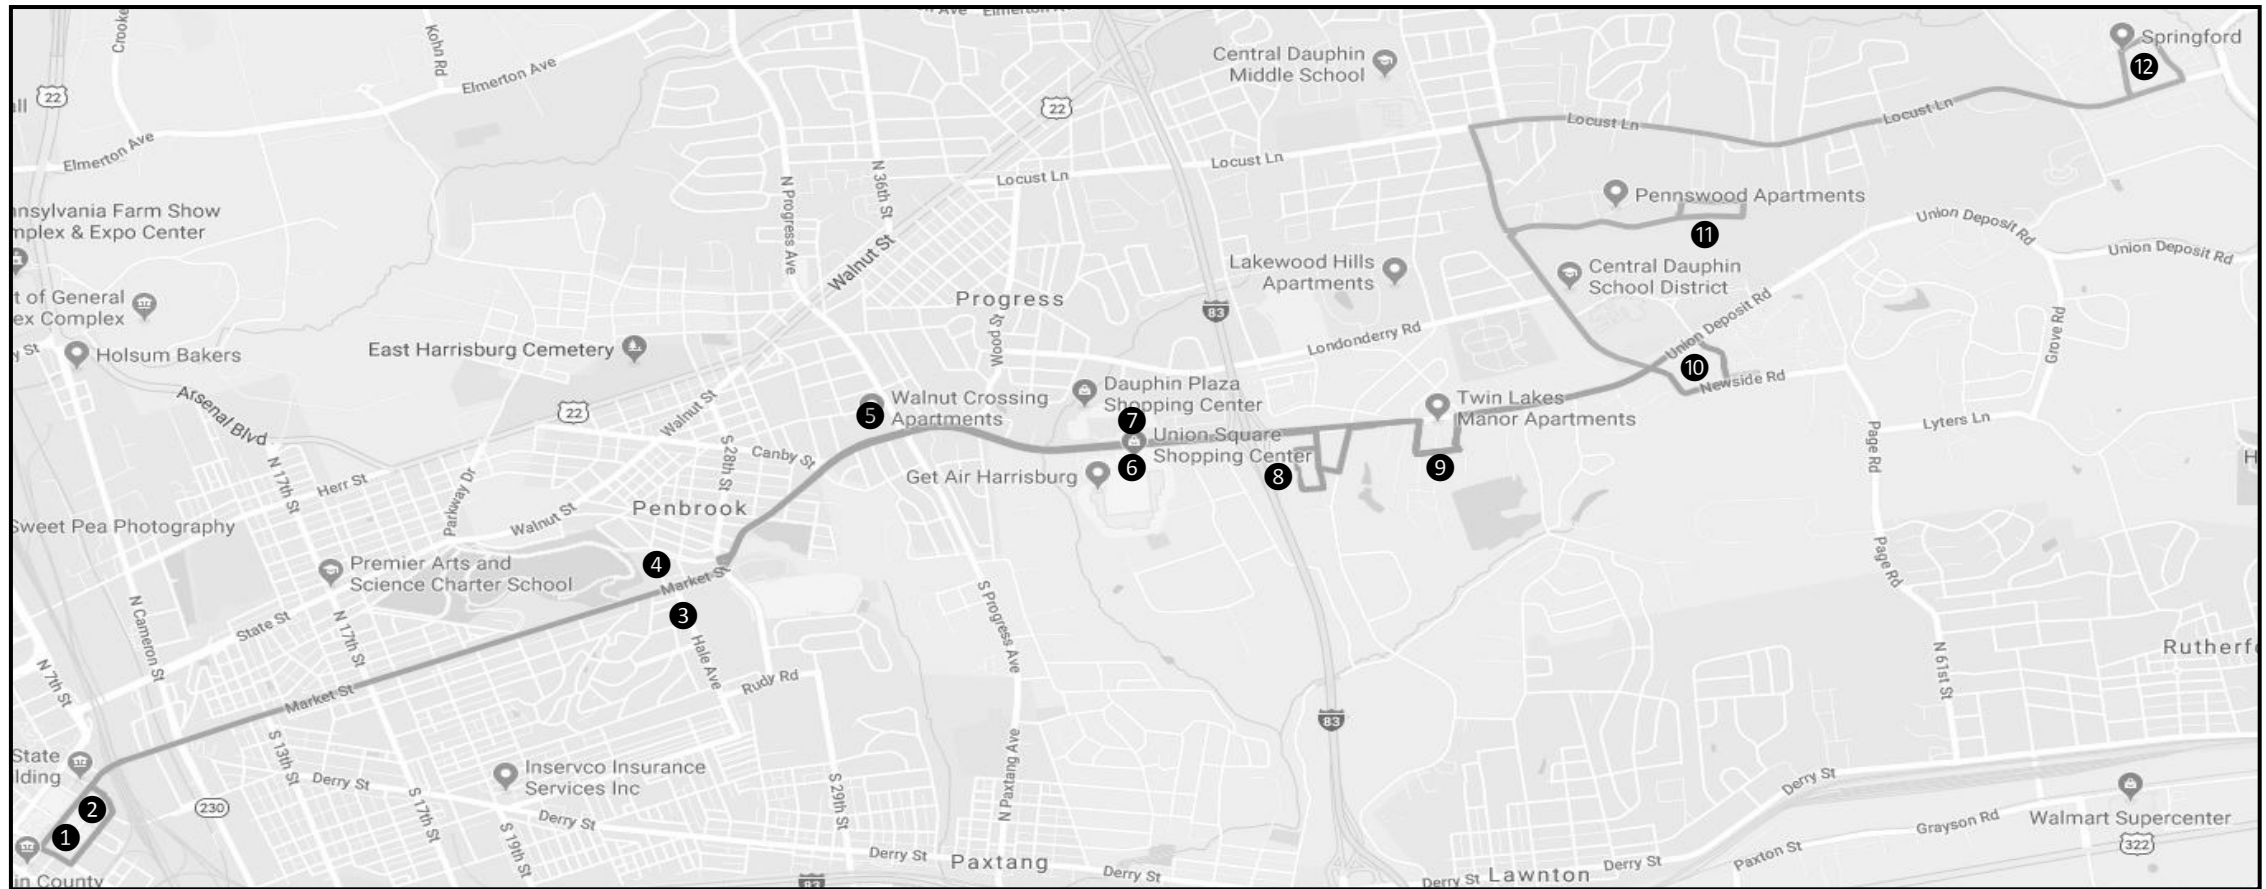 Elmerton Ave
Crooke
Kohn Rd
Elmerton Ave
22
Central Dauphin
Middle School
Springford
12
22
Locust Ln
Locust Ln
Elmerton Ave
N 36th St
Locust Ln
Locust Ln
N Progress Ave
Pennswood Apartments
11
nnsylvania Farm Show
mplex & Expo Center
Walnut St
Union Deposit Rd
Union Deposit Rd
Lakewood Hills
Apartments
Central Dauphin
School District
t of General
ex Complex
Progress
83
Union Deposit Rd
Wood St
Londonderry Rd
Grove Rd
y St
Holsum Bakers
East Harrisburg Cemetery
10
Newside Rd
Arsenal Blvd
22
Walnut St
5
Walnut Crossing
Apartments
Dauphin Plaza
Shopping Center
7
Union Square
Shopping Center
6
Get Air Harrisburg
8
Twin Lakes
Manor Apartments
9
Lyters Ln
Page Rd
S 28th St
Canby St
N 17th St
Herr St
Parkway Dr
Penbrook
Walnut St
Sweet Pea Photography
Premier Arts and
Science Charter School
4
Market St
3
Page Rd
N Cameron St
State St
N 17th St
Hale Ave
S Progress Ave
N 61st St
Rutherf
N 7th St
Market St
Rudy Rd
83
State
lding
S 13th St
Derry St
Inservco Insurance
Services Inc
S 29th St
N Paxtang Ave
Derry St
Walmart Supercenter
322
2
1
230
S 17th St
Derry St
S 19th St
Grayson Rd
Paxton St
Derry St
Paxtang
Derry St
Derry St
Lawnton
Derry St
in County
83
H